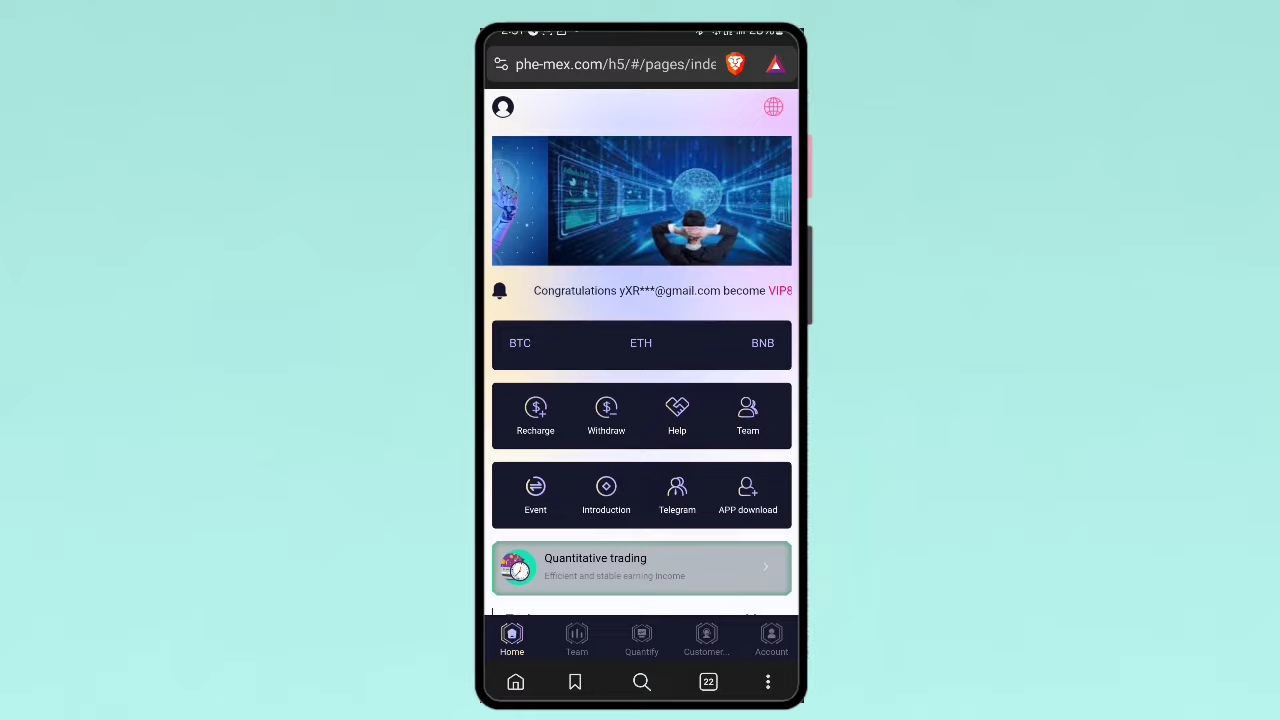 phe-mex.com/h5/#/pages/inde
Congratulations yXR***@gmail.com become VIP8
BTC ETH BNB
Recharge Withdraw Help Team
Event Introduction Telegram APP download
Quantitative trading
Efficient and stable earning income
Home Team Quantify Customer... Account
22